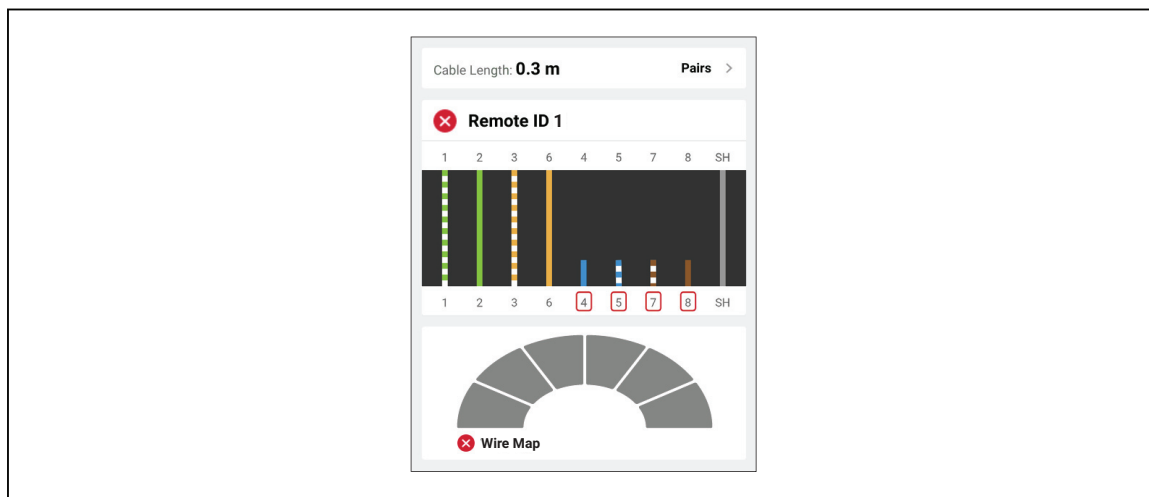 Cable Length: 0.3 m Pairs >
Remote ID 1
1 2 3 6 4 5 7 8 SH
1 2 3 6 4 5 7 8 SH
Wire Map